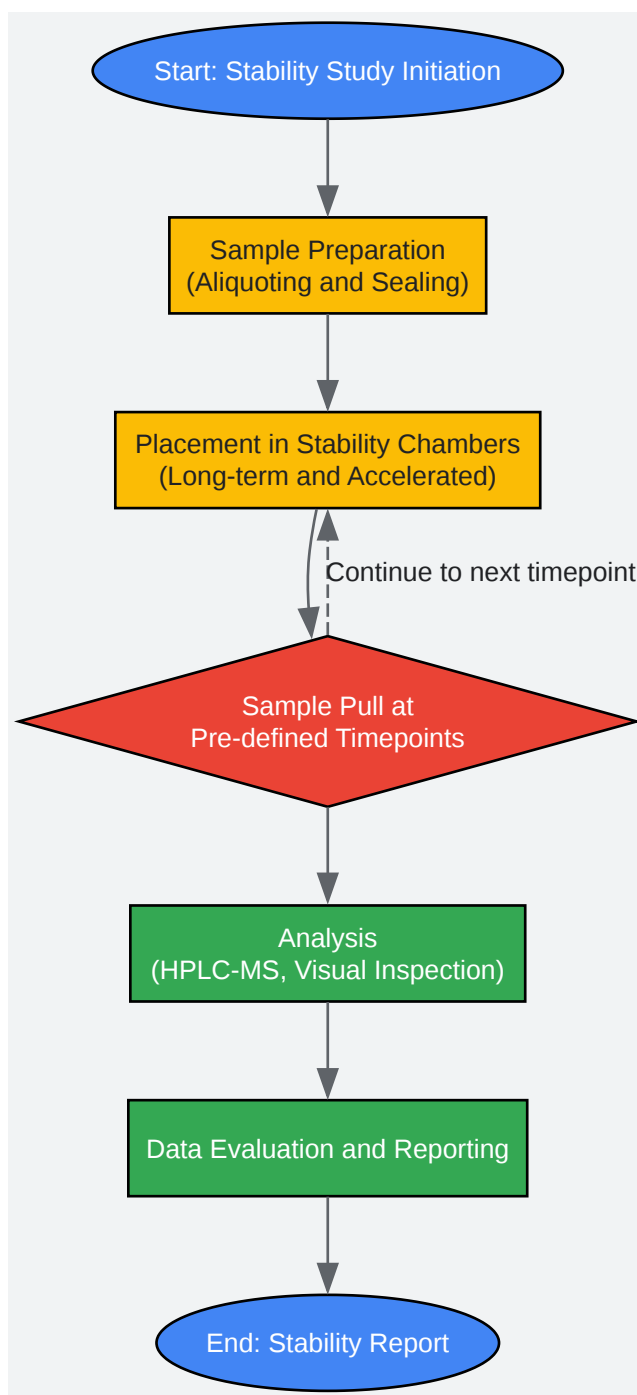 Start: Stability Study Initiation
Sample Preparation
(Aliquoting and Sealing)
Placement in Stability Chambers
(Long-term and Accelerated)
Continue to next timepoint
Sample Pull at
Pre-defined Timepoints
Analysis
(HPLC-MS, Visual Inspection)
Data Evaluation and Reporting
End: Stability Report